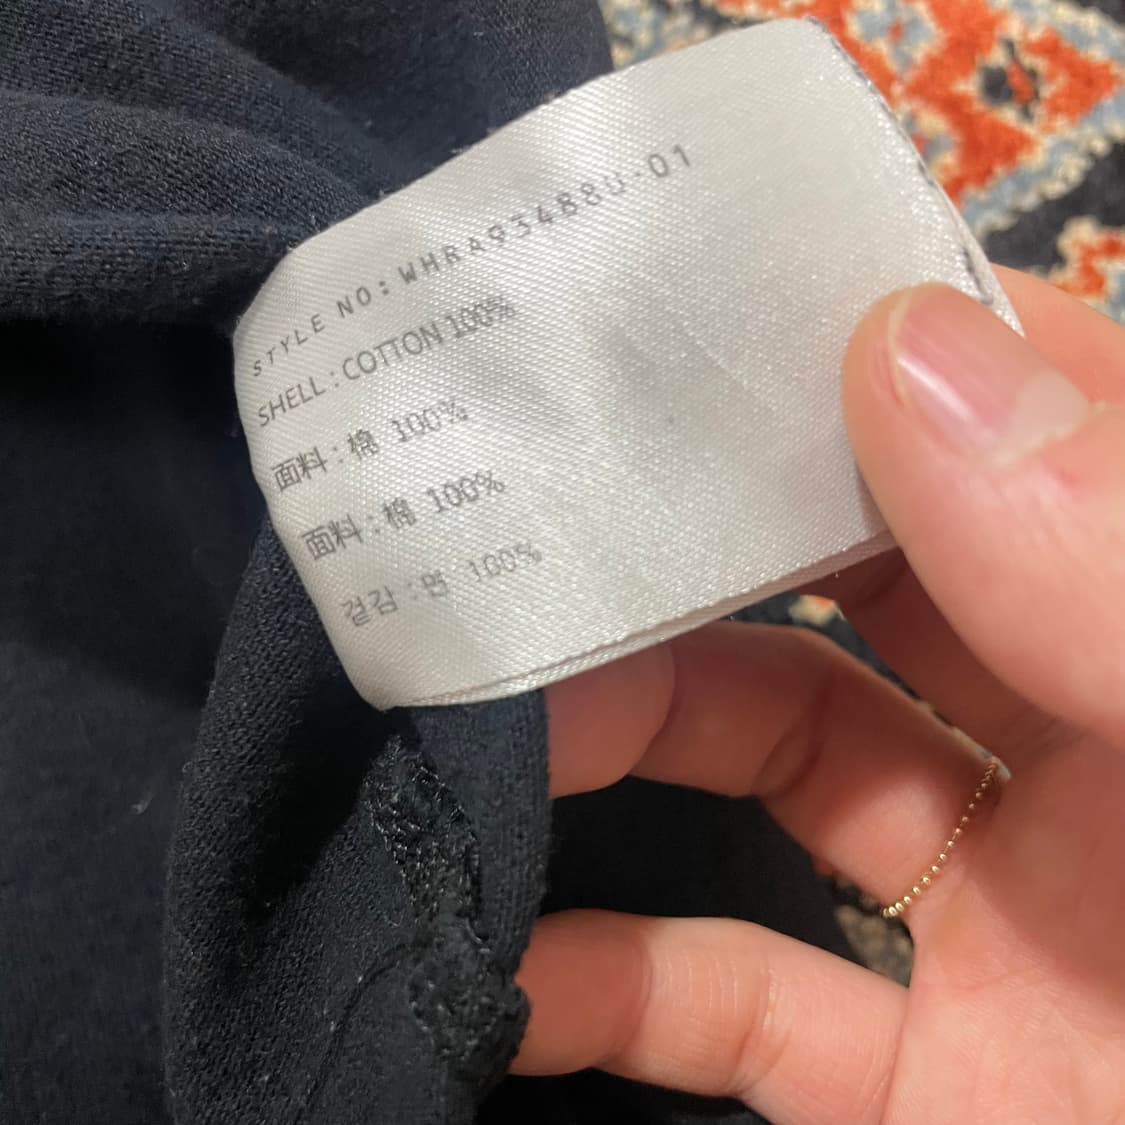 STYLE NO: WHRA93488U-01
SHELL : COTTON 100%
面料 : 棉 100%
面料 : 棉 100%
겉감 : 면 100%